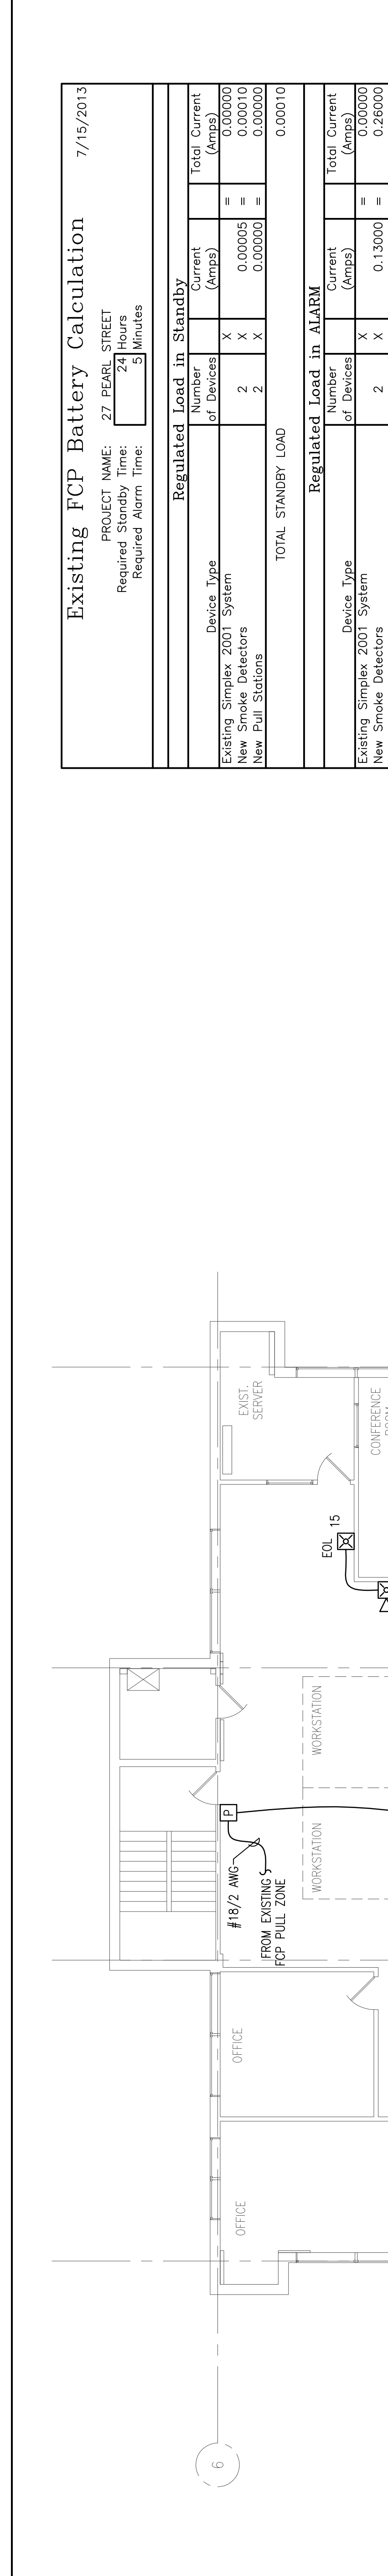 Existing FCP Battery Calculation 7/15/2013
PROJECT NAME: 27 PEARL STREET
Required Standby Time: 24 Hours
Required Alarm Time: 5 Minutes
Regulated Load in Standby
Device Type Number of Devices Current (Amps) Total Current (Amps)
Existing Simplex 2001 System X = 0.00000
New Smoke Detectors 2 X 0.00005 = 0.00010
New Pull Stations 2 X 0.00000 = 0.00000
TOTAL STANDBY LOAD 0.00010
Regulated Load in ALARM
Device Type Number of Devices Current (Amps) Total Current (Amps)
Existing Simplex 2001 System X = 0.00000
New Smoke Detectors 2 X 0.13000 = 0.26000
EXIST.
SERVER
CONFERENCE
EOL 15
WORKSTATION
WORKSTATION
P
#18/2 AWG
FROM EXISTING
FCP PULL ZONE
OFFICE
OFFICE
6